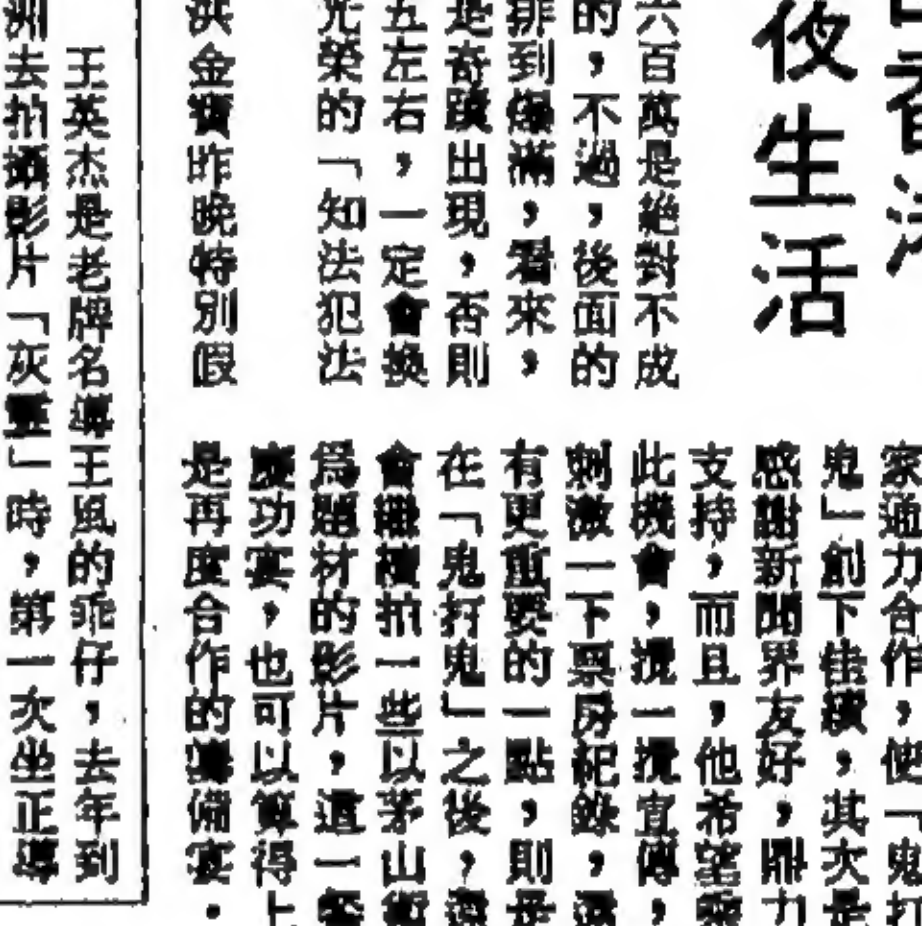 夜生活
六百萬是絕對不成
的，不過，後面的
排到爆滿，看來，
是奇蹟出現，否則
五左右，一定會換
光榮的「知法犯法
洪金寶昨晚特別假
家通力合作，使「鬼打
鬼」創下佳績，其次是
感謝新聞界友好，鼎力
支持，而且，他希望
此機會，攪一攪宣傳，
刺激一下票房紀錄，還
有更重要的一點，則是
在「鬼打鬼」之後，還
會繼續拍一些以茅山術
爲題材的影片，這一
慶功宴，也可以算得上
是再度合作的籌備宴。
王英杰是老牌名導王風的乖仔，去年到
洲去拍攝影片「灰靈」時，第一次坐正導